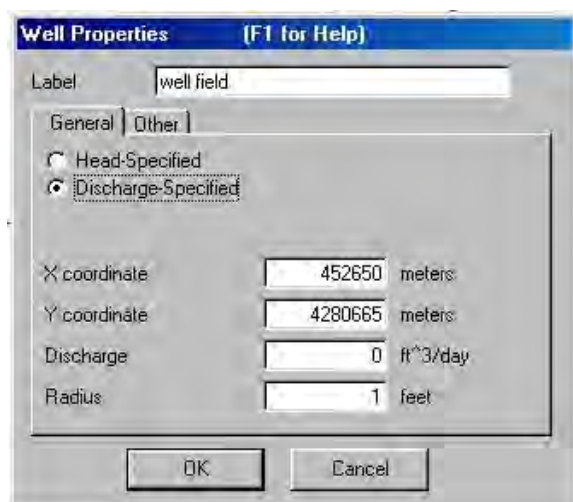 Well Properties (F1 for Help)
Label well field
General Other
Head-Specified
Discharge-Specified
X coordinate 452650 meters
Y coordinate 4280665 meters
Discharge 0 ft^3/day
Radius 1 feet
OK Cancel